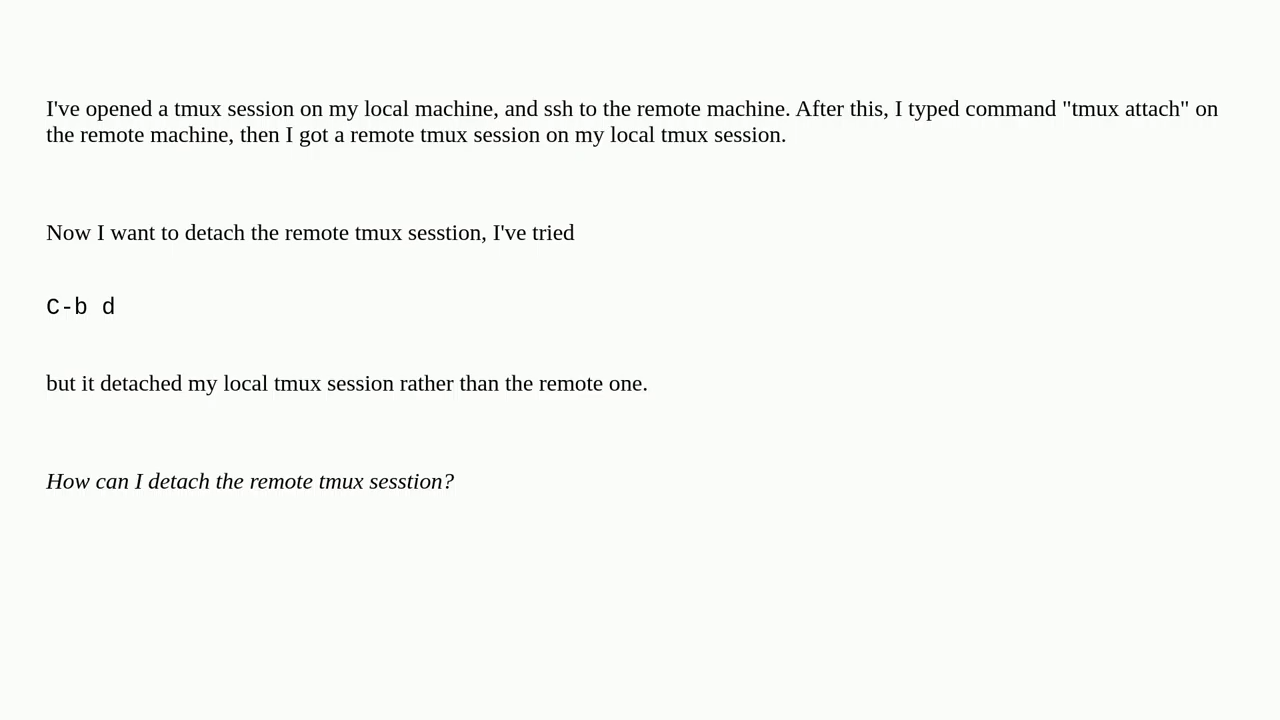 I've opened a tmux session on my local machine, and ssh to the remote machine. After this, I typed command "tmux attach" on
the remote machine, then I got a remote tmux session on my local tmux session.
Now I want to detach the remote tmux sesstion, I've tried
C-b d
but it detached my local tmux session rather than the remote one.
How can I detach the remote tmux sesstion?